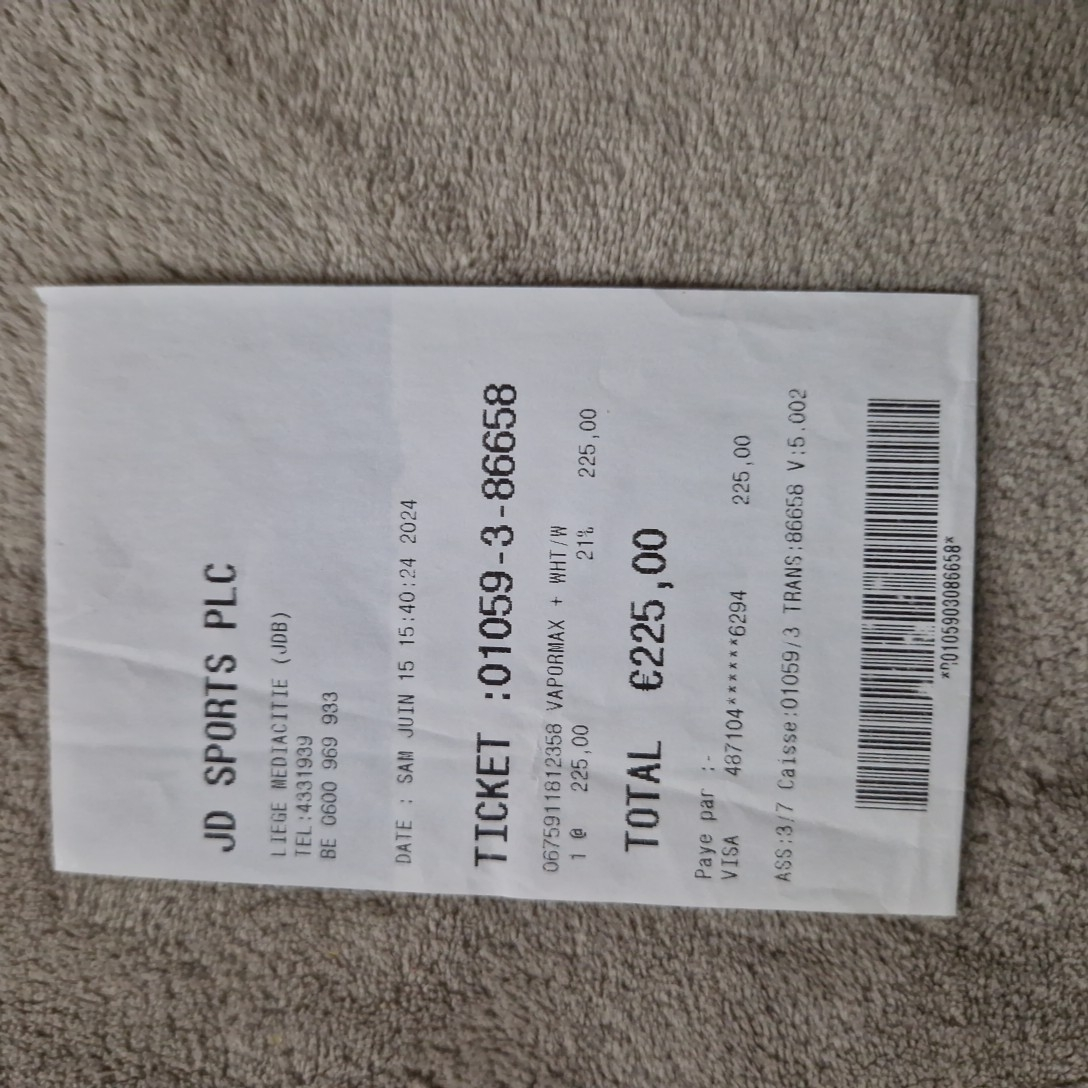 JD SPORTS PLC
LIEGE MEDIACITIE (JDB)
TEL:4331939
BE 0600 969 933
DATE : SAM JUIN 15 15:40:24 2024
TICKET :01059-3-86658
0675911812358 VAPORMAX + WHT/W
1 @ 225,00 21% 225,00
TOTAL €225,00
Paye par :-
VISA 487104******6294 225,00
ASS:3/7 Caisse:01059/3 TRANS:86658 V:5.002
*"0105903086658*